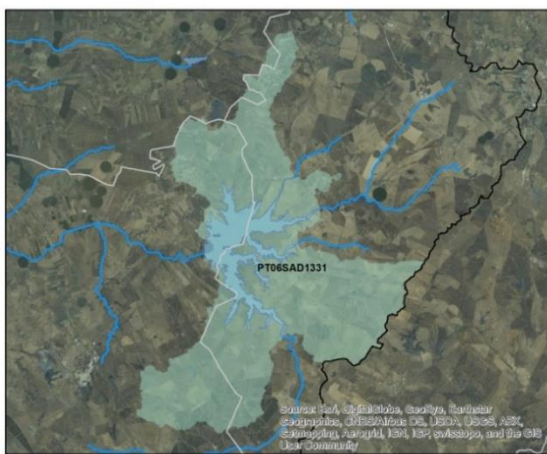 PT06SAD1331
Source: Esri, DigitalGlobe, GeoEye, Earthstar
Geographics, CNES/Airbus DS, USDA, USGS, AEX,
Getmapping, Aerogrid, IGN, IGP, swisstopo, and the GIS
User Community